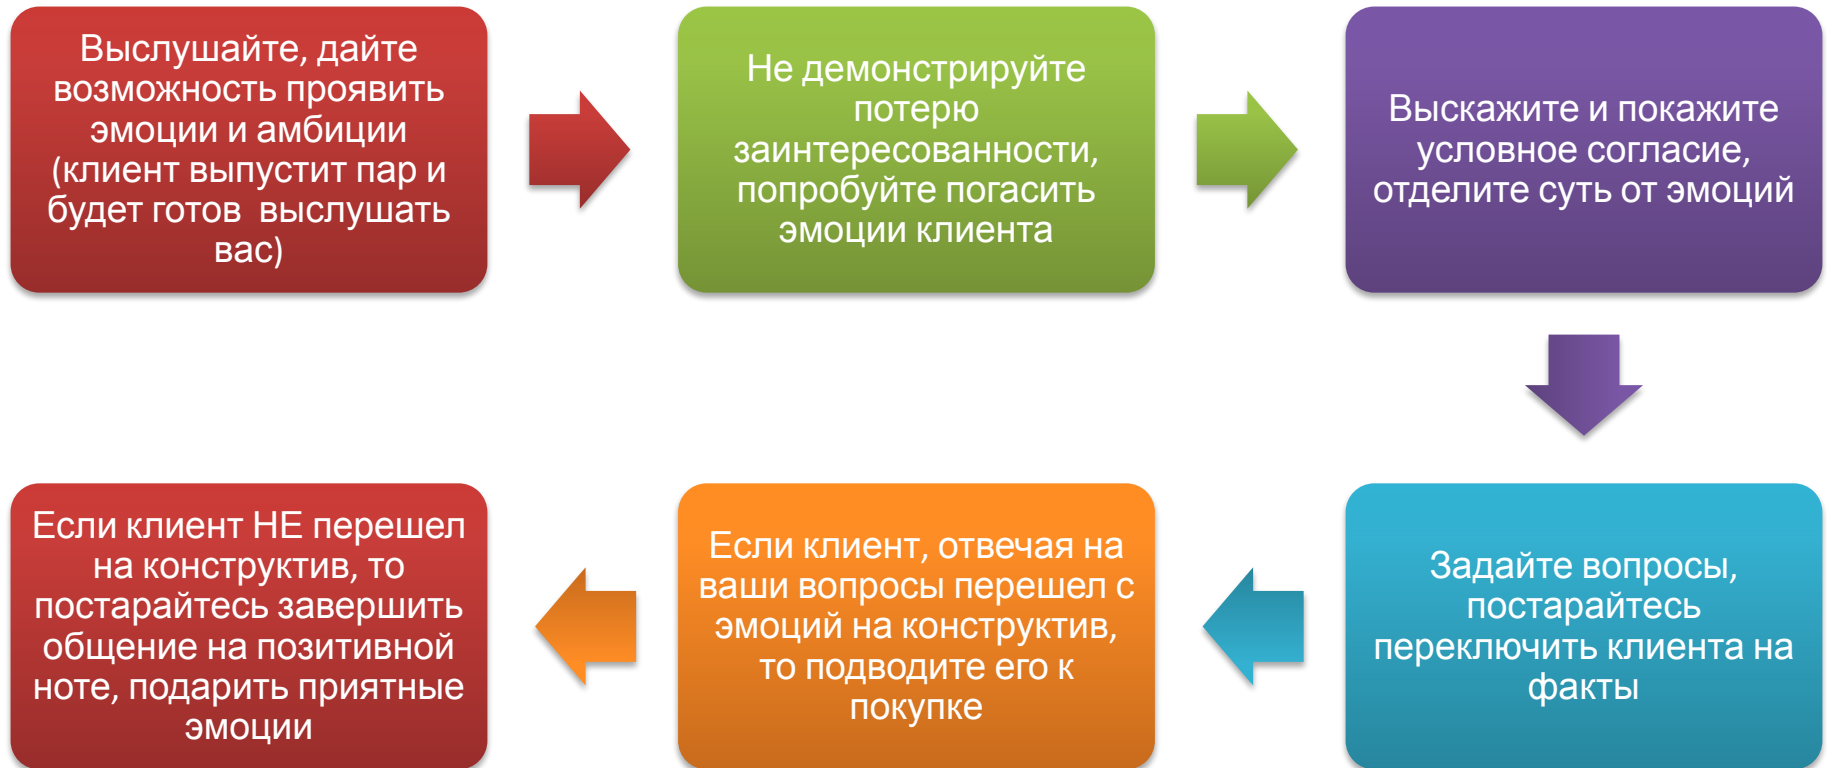 Выслушайте, дайте
возможность проявить
эмоции и амбиции
(клиент выпустит пар и
будет готов  выслушать
вас)
Не демонстрируйте
потерю
заинтересованности,
попробуйте погасить
эмоции клиента
Выскажите и покажите
условное согласие,
отделите суть от эмоций
Задайте вопросы,
постарайтесь
переключить клиента на
факты
Если клиент, отвечая на
ваши вопросы перешел с
эмоций на конструктив,
то подводите его к
покупке
Если клиент НЕ перешел
на конструктив, то
постарайтесь завершить
общение на позитивной
ноте, подарить приятные
эмоции